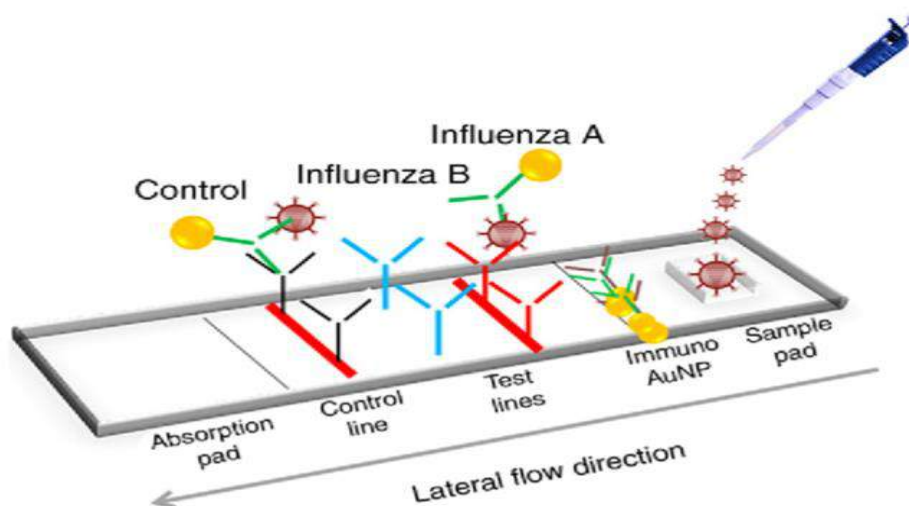 Influenza A
Influenza B
Control
Sample
pad
Immuno
AuNP
Test
lines
Control
line
Absorption
pad
Lateral flow direction